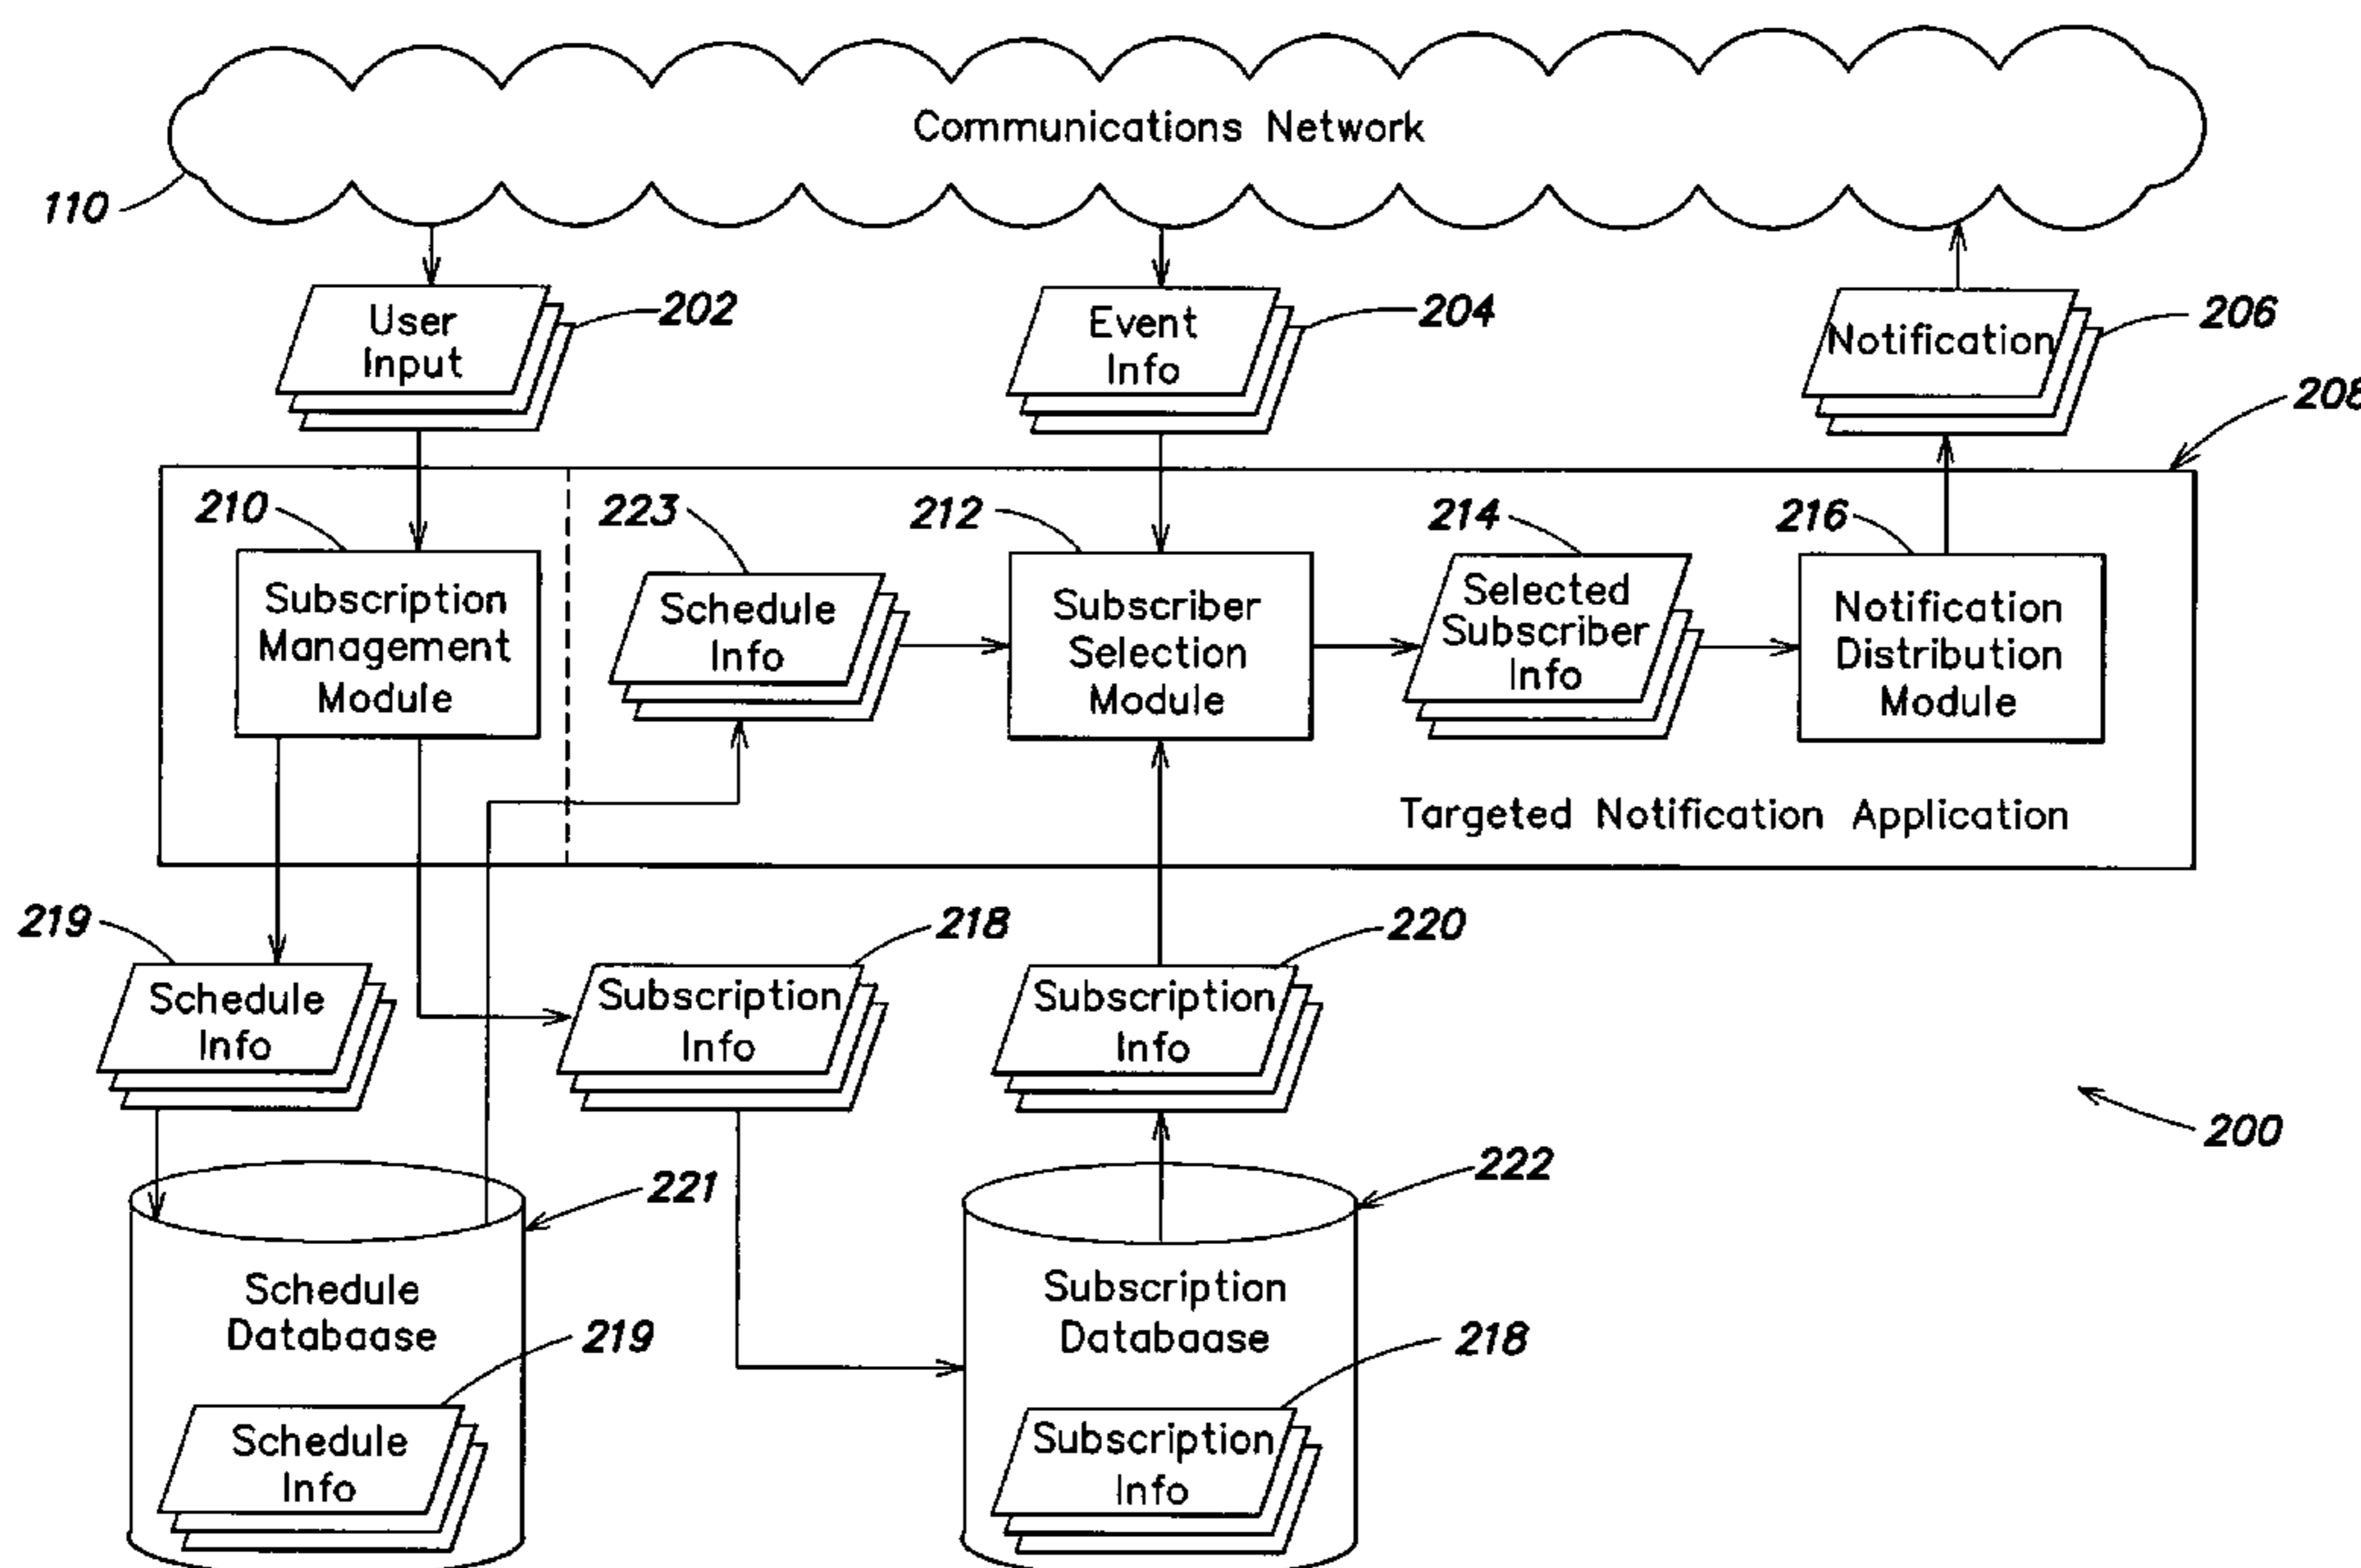 Communications Network
110
User
Input
202
Event
Info
204
Notification
206
208
210
223
212
214
216
Subscription
Management
Module
Schedule
Info
Subscriber
Selection
Module
Selected
Subscriber
Info
Notification
Distribution
Module
Targeted Notification Application
219
218
220
Schedule
Info
Subscription
Info
Subscription
Info
200
221
222
Schedule
Databaase
219
Subscription
Databaase
218
Schedule
Info
Subscription
Info